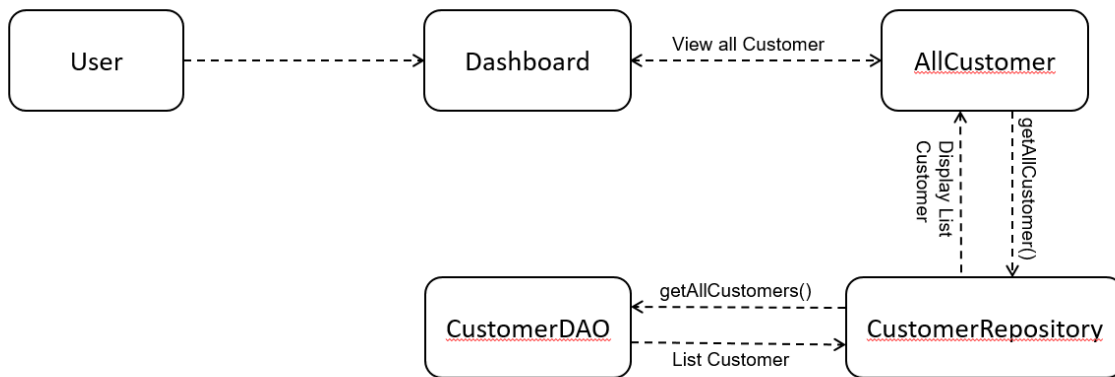 User
Dashboard
View all Customer
AllCustomer
Display List
Customer
getAllCustomer()
CustomerDAO
getAllCustomers()
List Customer
CustomerRepository